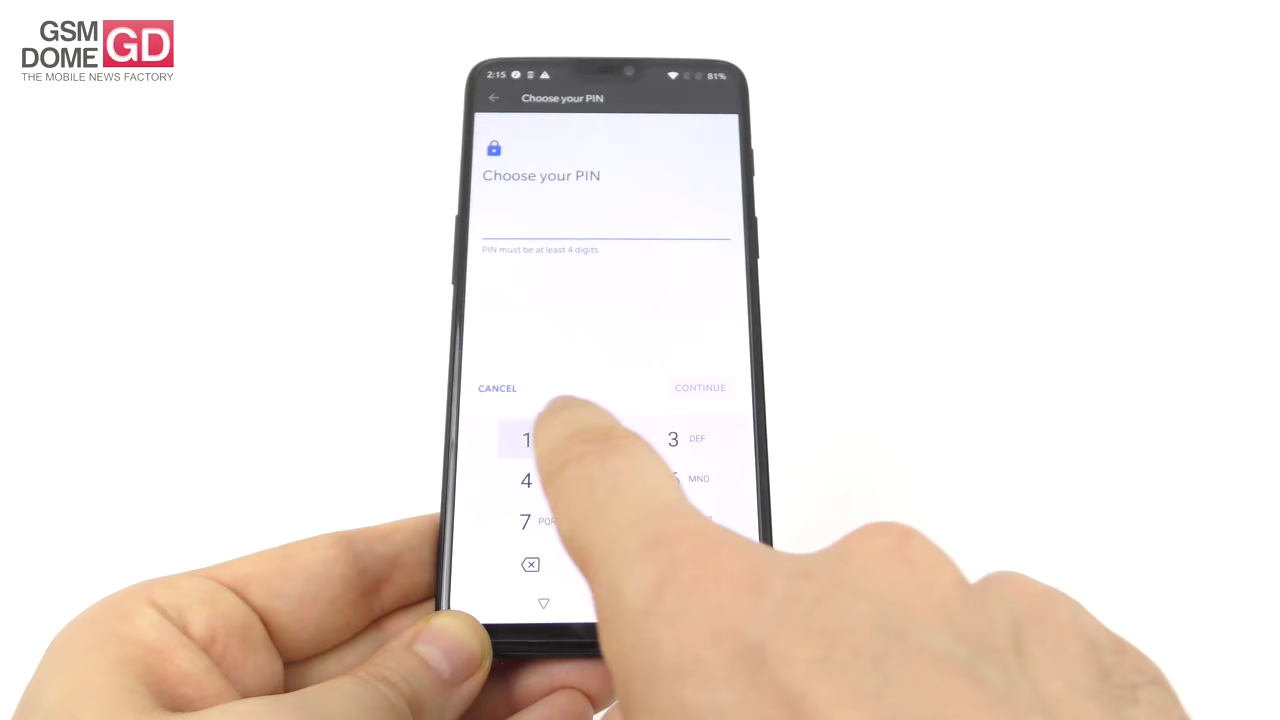 GSM
DOME
GD
THE MOBILE NEWS FACTORY
2:15
81%
Choose your PIN
Choose your PIN
PIN must be at least 4 digits
CANCEL
CONTINUE
1
3 DEF
4
MNO
7 PQR